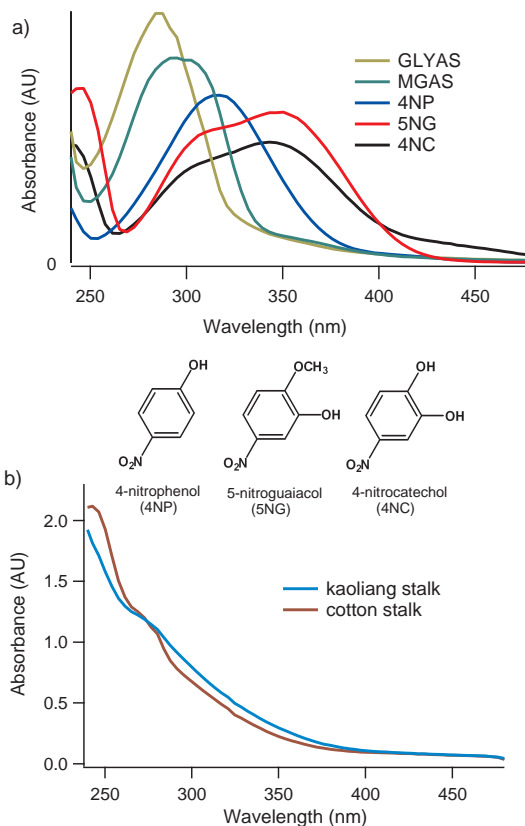 a)
Absorbance (AU)
GLYAS
MGAS
4NP
5NG
4NC
0
250 300 350 400 450
Wavelength (nm)
OH
O₂N
4-nitrophenol
(4NP)
OCH₃
OH
O₂N
5-nitroguaiacol
(5NG)
OH
OH
O₂N
4-nitrocatechol
(4NC)
b)
Absorbance (AU)
2.0
1.5
1.0
0.5
0.0
kaoliang stalk
cotton stalk
250 300 350 400 450
Wavelength (nm)